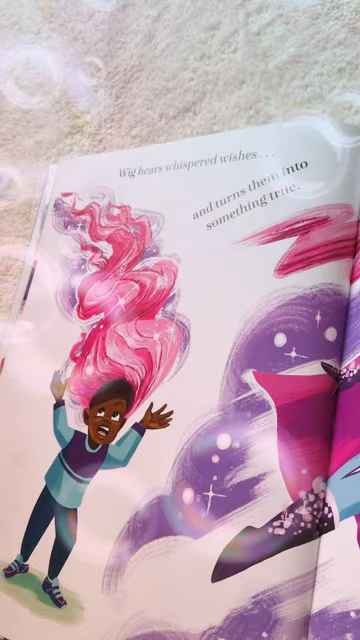 Wig hears whispered wishes . . .
and turns them into
something true.